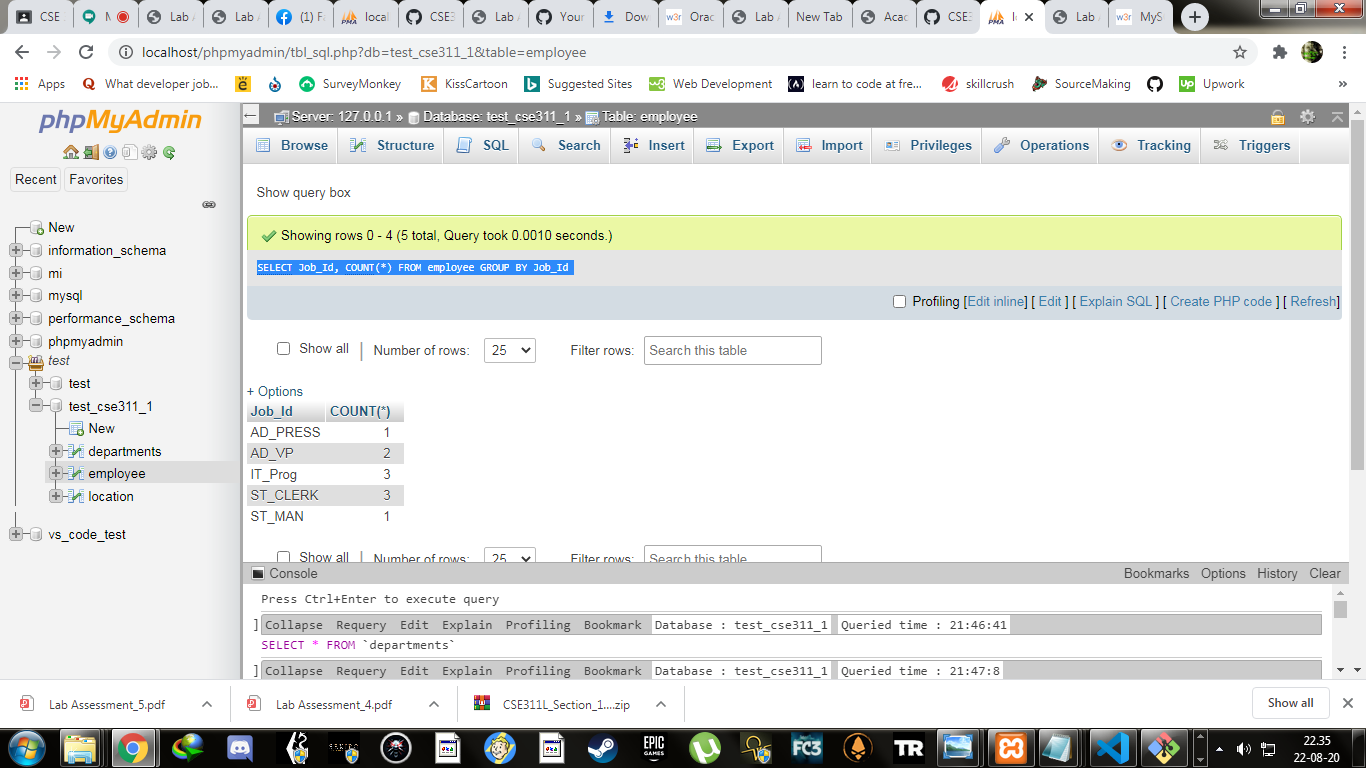 CSE
M
Lab
Lab
(1) F
local
CSE3
Lab
Your
Dow
w3r Orac
Lab
New Tab
Acac
CSE3
PMA
Lab
w3r MyS
localhost/phpmyadmin/tbl_sql.php?db=test_cse311_1&table=employee
Apps What developer job... SurveyMonkey KissCartoon Suggested Sites Web Development learn to code at fre... skillcrush SourceMaking Upwork »
phpMyAdmin
Recent Favorites
New
information_schema
mi
mysql
performance_schema
phpmyadmin
test
test
test_cse311_1
New
departments
employee
location
vs_code_test
Server: 127.0.0.1 » Database: test_cse311_1 » Table: employee
Browse Structure SQL Search Insert Export Import Privileges Operations Tracking Triggers
Show query box
Showing rows 0 - 4 (5 total, Query took 0.0010 seconds.)
SELECT Job_Id, COUNT(*) FROM employee GROUP BY Job_Id
Profiling [Edit inline] [ Edit ] [ Explain SQL ] [ Create PHP code ] [ Refresh]
Show all | Number of rows: 25 Filter rows: Search this table
+ Options
Job_Id COUNT(*)
AD_PRESS 1
AD_VP 2
IT_Prog 3
ST_CLERK 3
ST_MAN 1
Show all | Number of rows: 25 Filter rows: Search this table
Console Bookmarks Options History Clear
Press Ctrl+Enter to execute query
] Collapse Requery Edit Explain Profiling Bookmark Database : test_cse311_1 Queried time : 21:46:41
SELECT * FROM `departments`
] Collapse Requery Edit Explain Profiling Bookmark Database : test_cse311_1 Queried time : 21:47:8
Lab Assessment_5.pdf Lab Assessment_4.pdf CSE311L_Section_1....zip Show all
EPIC GAMES
FC3
TR
22.35
22-08-20